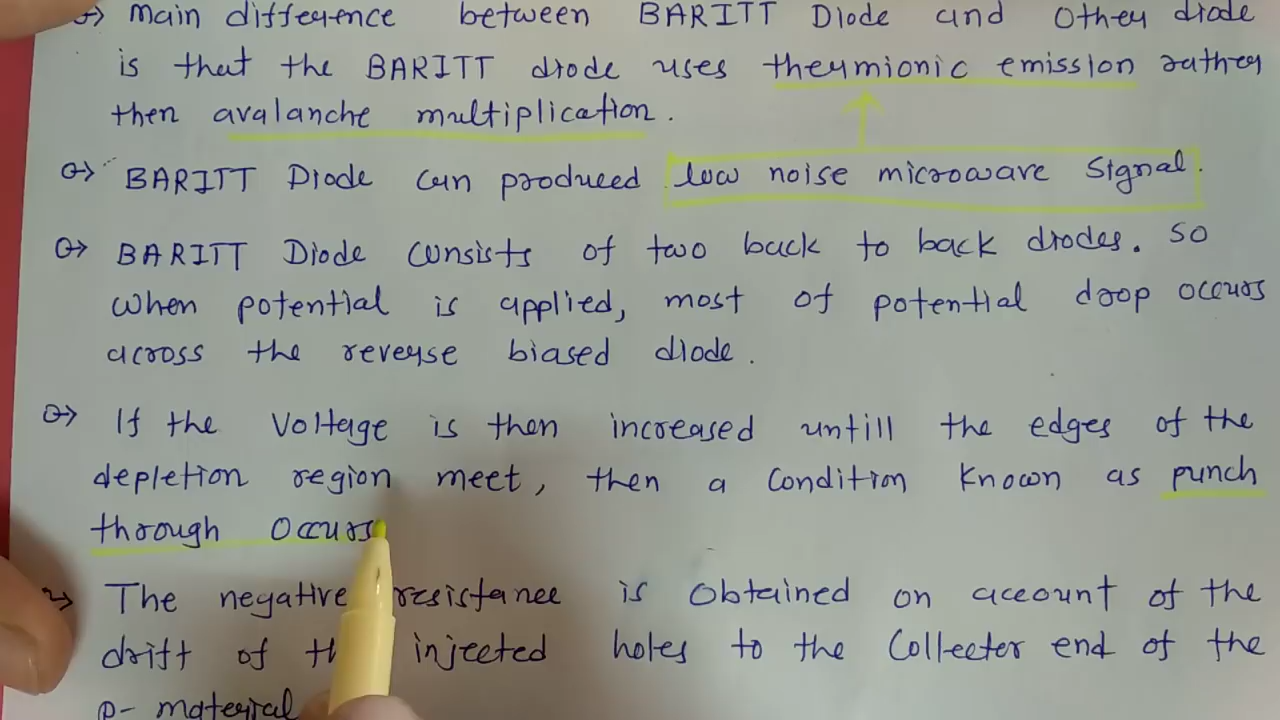 Main difference between BARITT Diode and Other diode
is that the BARITT diode uses thermionic emission rather
then avalanche multiplication.
BARITT Diode can produced low noise microwave signal.
BARITT Diode consists of two back to back diodes. So
when potential is applied, most of potential drop occurs
across the reverse biased diode.
If the Voltage is then increased untill the edges of the
depletion region meet, then a Condition Known as punch
through Occurs
The negative resistance is Obtained on account of the
drift of injected holes to the Collector end of the
p- material